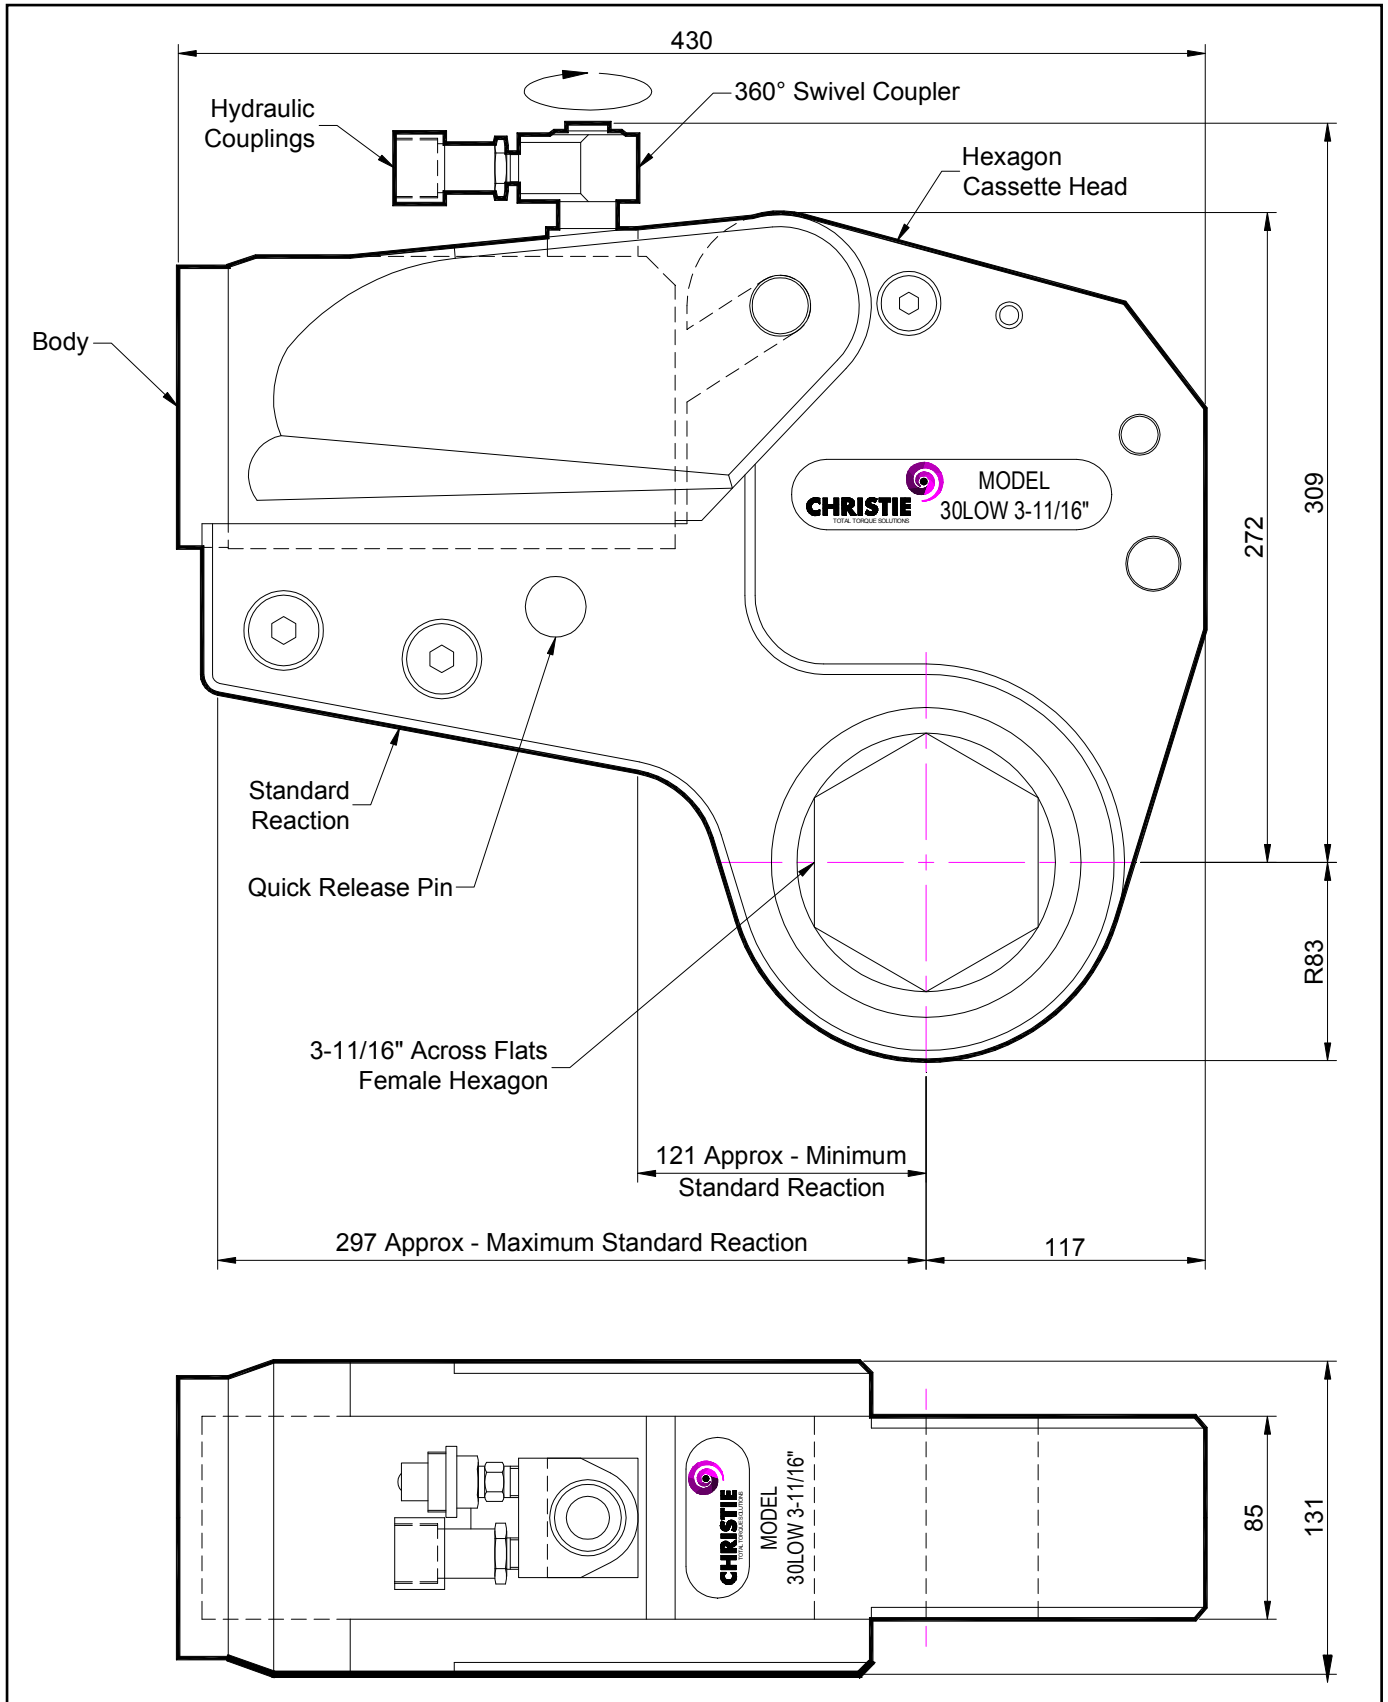 430
360° Swivel Coupler
Hydraulic
Couplings
Hexagon
Cassette Head
Body
MODEL
CHRISTIE
30LOW 3-11/16"
TOTAL TORQUE SOLUTIONS
309
272
Standard
Reaction
Quick Release Pin
R83
3-11/16" Across Flats
Female Hexagon
121 Approx - Minimum
Standard Reaction
297 Approx - Maximum Standard Reaction
117
CHRISTIE
TOTAL TORQUE SOLUTIONS
MODEL
30LOW 3-11/16"
85
131